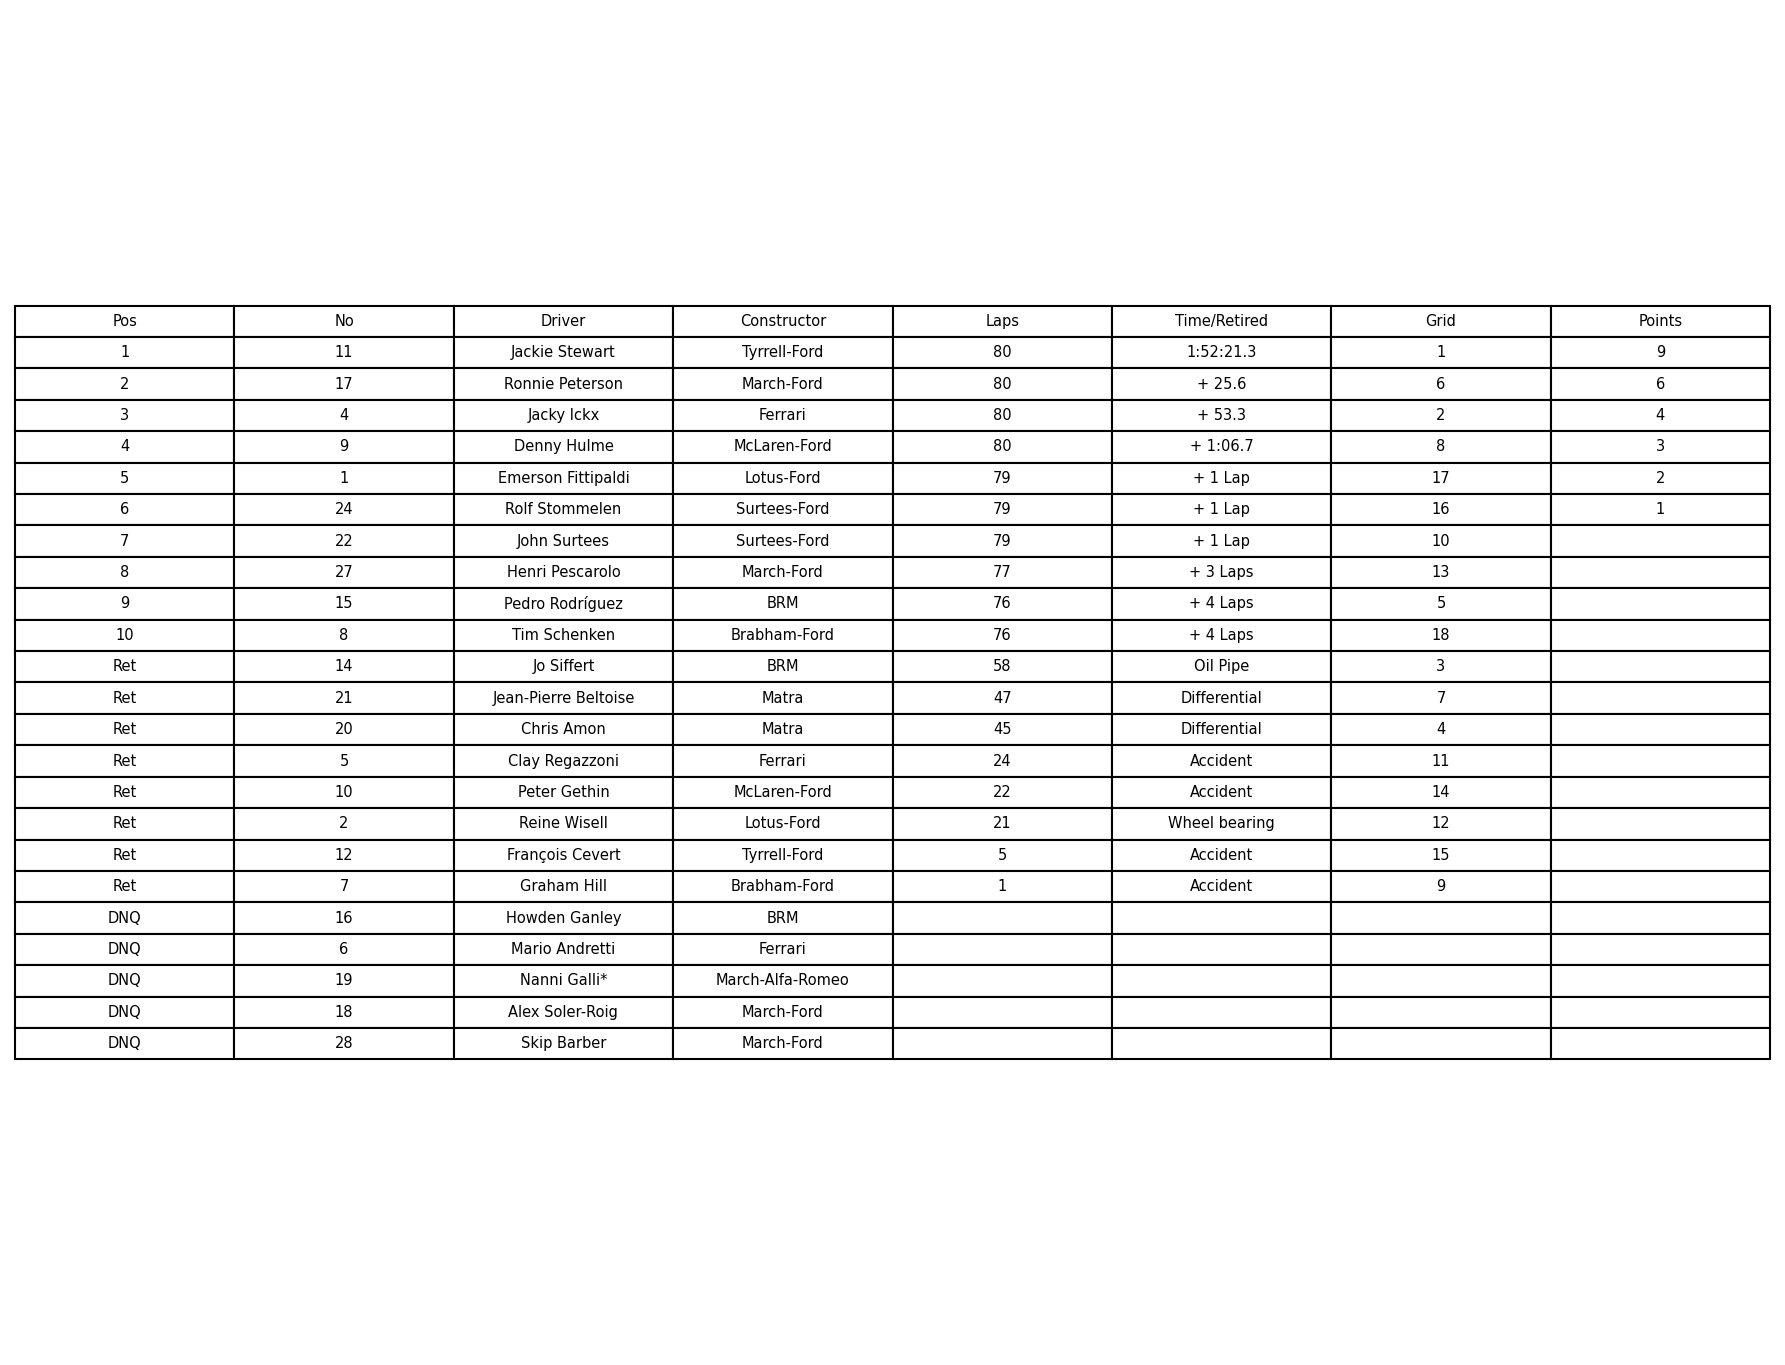 Pos No Driver Constructor Laps Time/Retired Grid Points
1 11 Jackie Stewart Tyrrell-Ford 80 1:52:21.3 1 9
2 17 Ronnie Peterson March-Ford 80 + 25.6 6 6
3 4 Jacky Ickx Ferrari 80 + 53.3 2 4
4 9 Denny Hulme McLaren-Ford 80 + 1:06.7 8 3
5 1 Emerson Fittipaldi Lotus-Ford 79 + 1 Lap 17 2
6 24 Rolf Stommelen Surtees-Ford 79 + 1 Lap 16 1
7 22 John Surtees Surtees-Ford 79 + 1 Lap 10
8 27 Henri Pescarolo March-Ford 77 + 3 Laps 13
9 15 Pedro Rodríguez BRM 76 + 4 Laps 5
10 8 Tim Schenken Brabham-Ford 76 + 4 Laps 18
Ret 14 Jo Siffert BRM 58 Oil Pipe 3
Ret 21 Jean-Pierre Beltoise Matra 47 Differential 7
Ret 20 Chris Amon Matra 45 Differential 4
Ret 5 Clay Regazzoni Ferrari 24 Accident 11
Ret 10 Peter Gethin McLaren-Ford 22 Accident 14
Ret 2 Reine Wisell Lotus-Ford 21 Wheel bearing 12
Ret 12 François Cevert Tyrrell-Ford 5 Accident 15
Ret 7 Graham Hill Brabham-Ford 1 Accident 9
DNQ 16 Howden Ganley BRM
DNQ 6 Mario Andretti Ferrari
DNQ 19 Nanni Galli* March-Alfa-Romeo
DNQ 18 Alex Soler-Roig March-Ford
DNQ 28 Skip Barber March-Ford